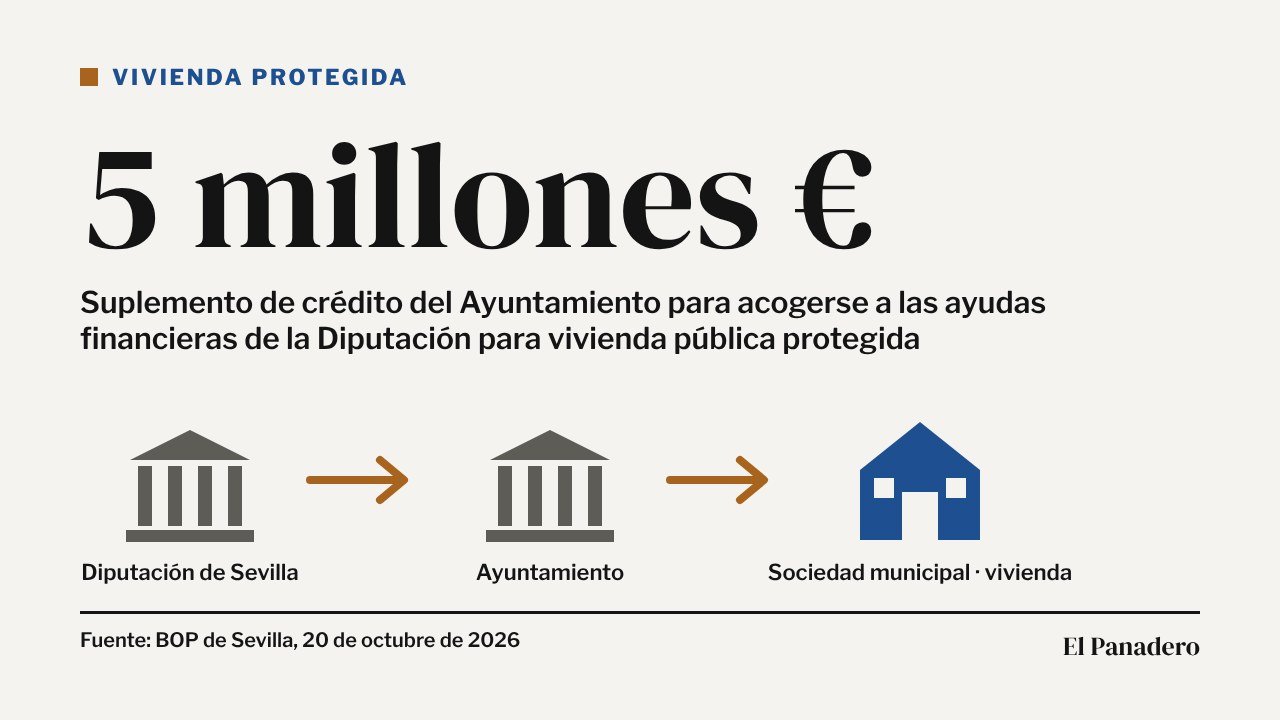 VIVIENDA PROTEGIDA
5 millones €
Suplemento de crédito del Ayuntamiento para acogerse a las ayudas
financieras de la Diputación para vivienda pública protegida
Diputación de Sevilla
Ayuntamiento
Sociedad municipal · vivienda
Fuente: BOP de Sevilla, 20 de octubre de 2026
El Panadero